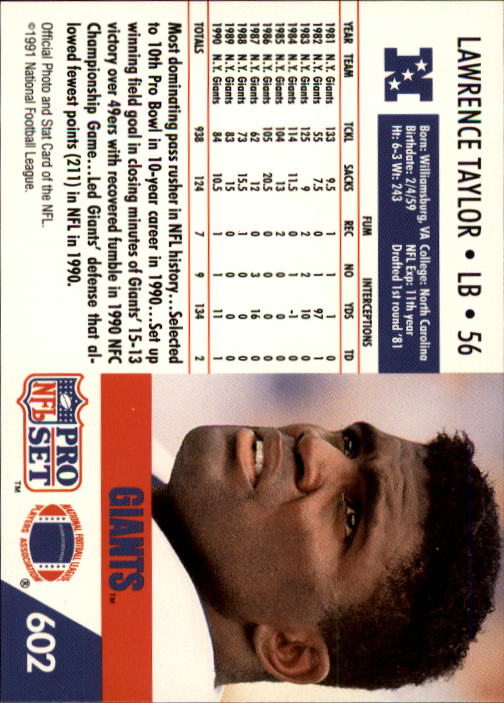 LAWRENCE TAYLOR • LB • 56
N
Born: Williamsburg, VA College: North Carolina
Birthdate: 2/4/59 NFL Exp: 11th year
Ht: 6-3 Wt: 243 Drafted 1st round '81
FUM INTERCEPTIONS
YEAR TEAM TCKL SACKS REC NO YDS TD
1981 N.Y. Giants 133 9.5 1 1 1 0
1982 N.Y. Giants 55 7.5 0 1 97 1
1983 N.Y. Giants 125 9 2 2 10 0
1984 N.Y. Giants 114 11.5 0 1 -1 0
1985 N.Y. Giants 104 13 2 0 0 0
1986 N.Y. Giants 105 20.5 0 0 0 0
1987 N.Y. Giants 62 12 0 3 16 0
1988 N.Y. Giants 73 15.5 1 0 0 0
1989 N.Y. Giants 83 15 0 0 0 0
1990 N.Y. Giants 84 10.5 1 1 11 1
TOTALS 938 124 7 9 134 2
Most dominating pass rusher in NFL history...Selected
to 10th Pro Bowl in 10-year career in 1990...Set up
winning field goal in closing minutes of Giants' 15-13
victory over 49ers with recovered fumble in 1990 NFC
Championship Game...Led Giants' defense that al-
lowed fewest points (211) in NFL in 1990.
Official Photo and Stat Card of the NFL.
©1991 National Football League.
GIANTS™
PRO
NFL SET™
NATIONAL FOOTBALL LEAGUE
PLAYERS ASSOCIATION®
602